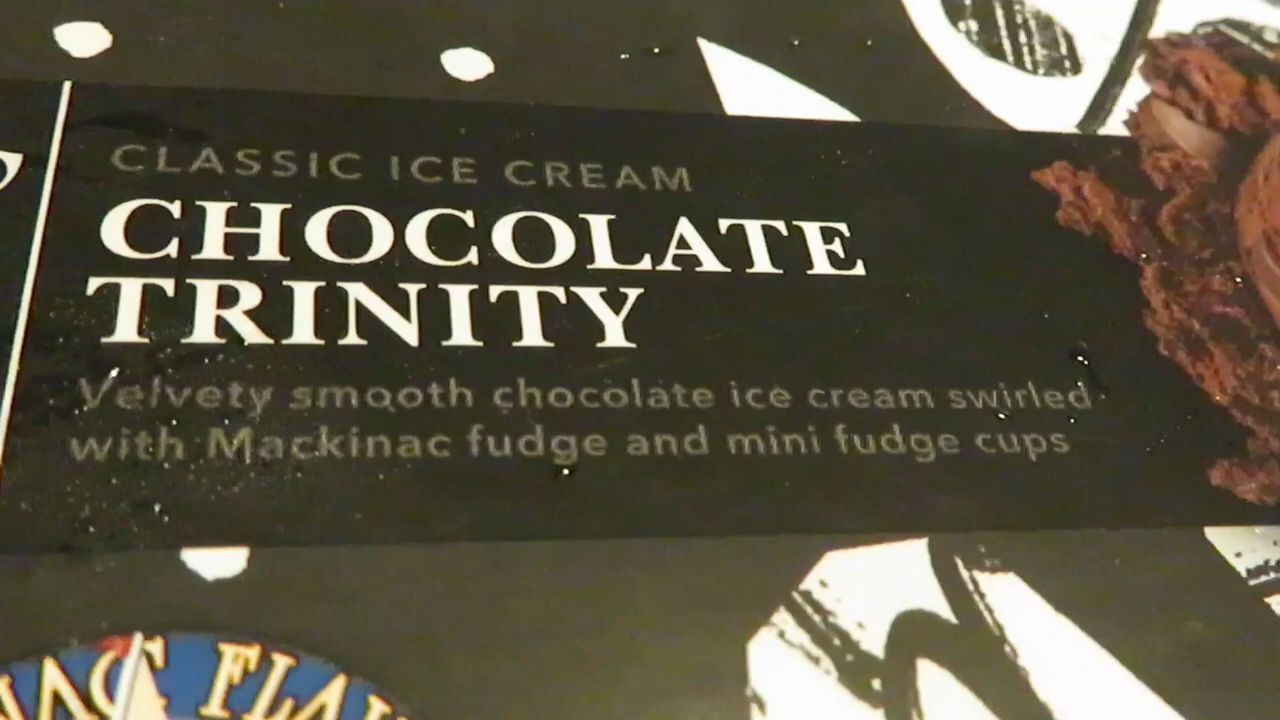 CLASSIC ICE CREAM
CHOCOLATE
TRINITY
Velvety smooth chocolate ice cream swirled
with Mackinac fudge and mini fudge cups